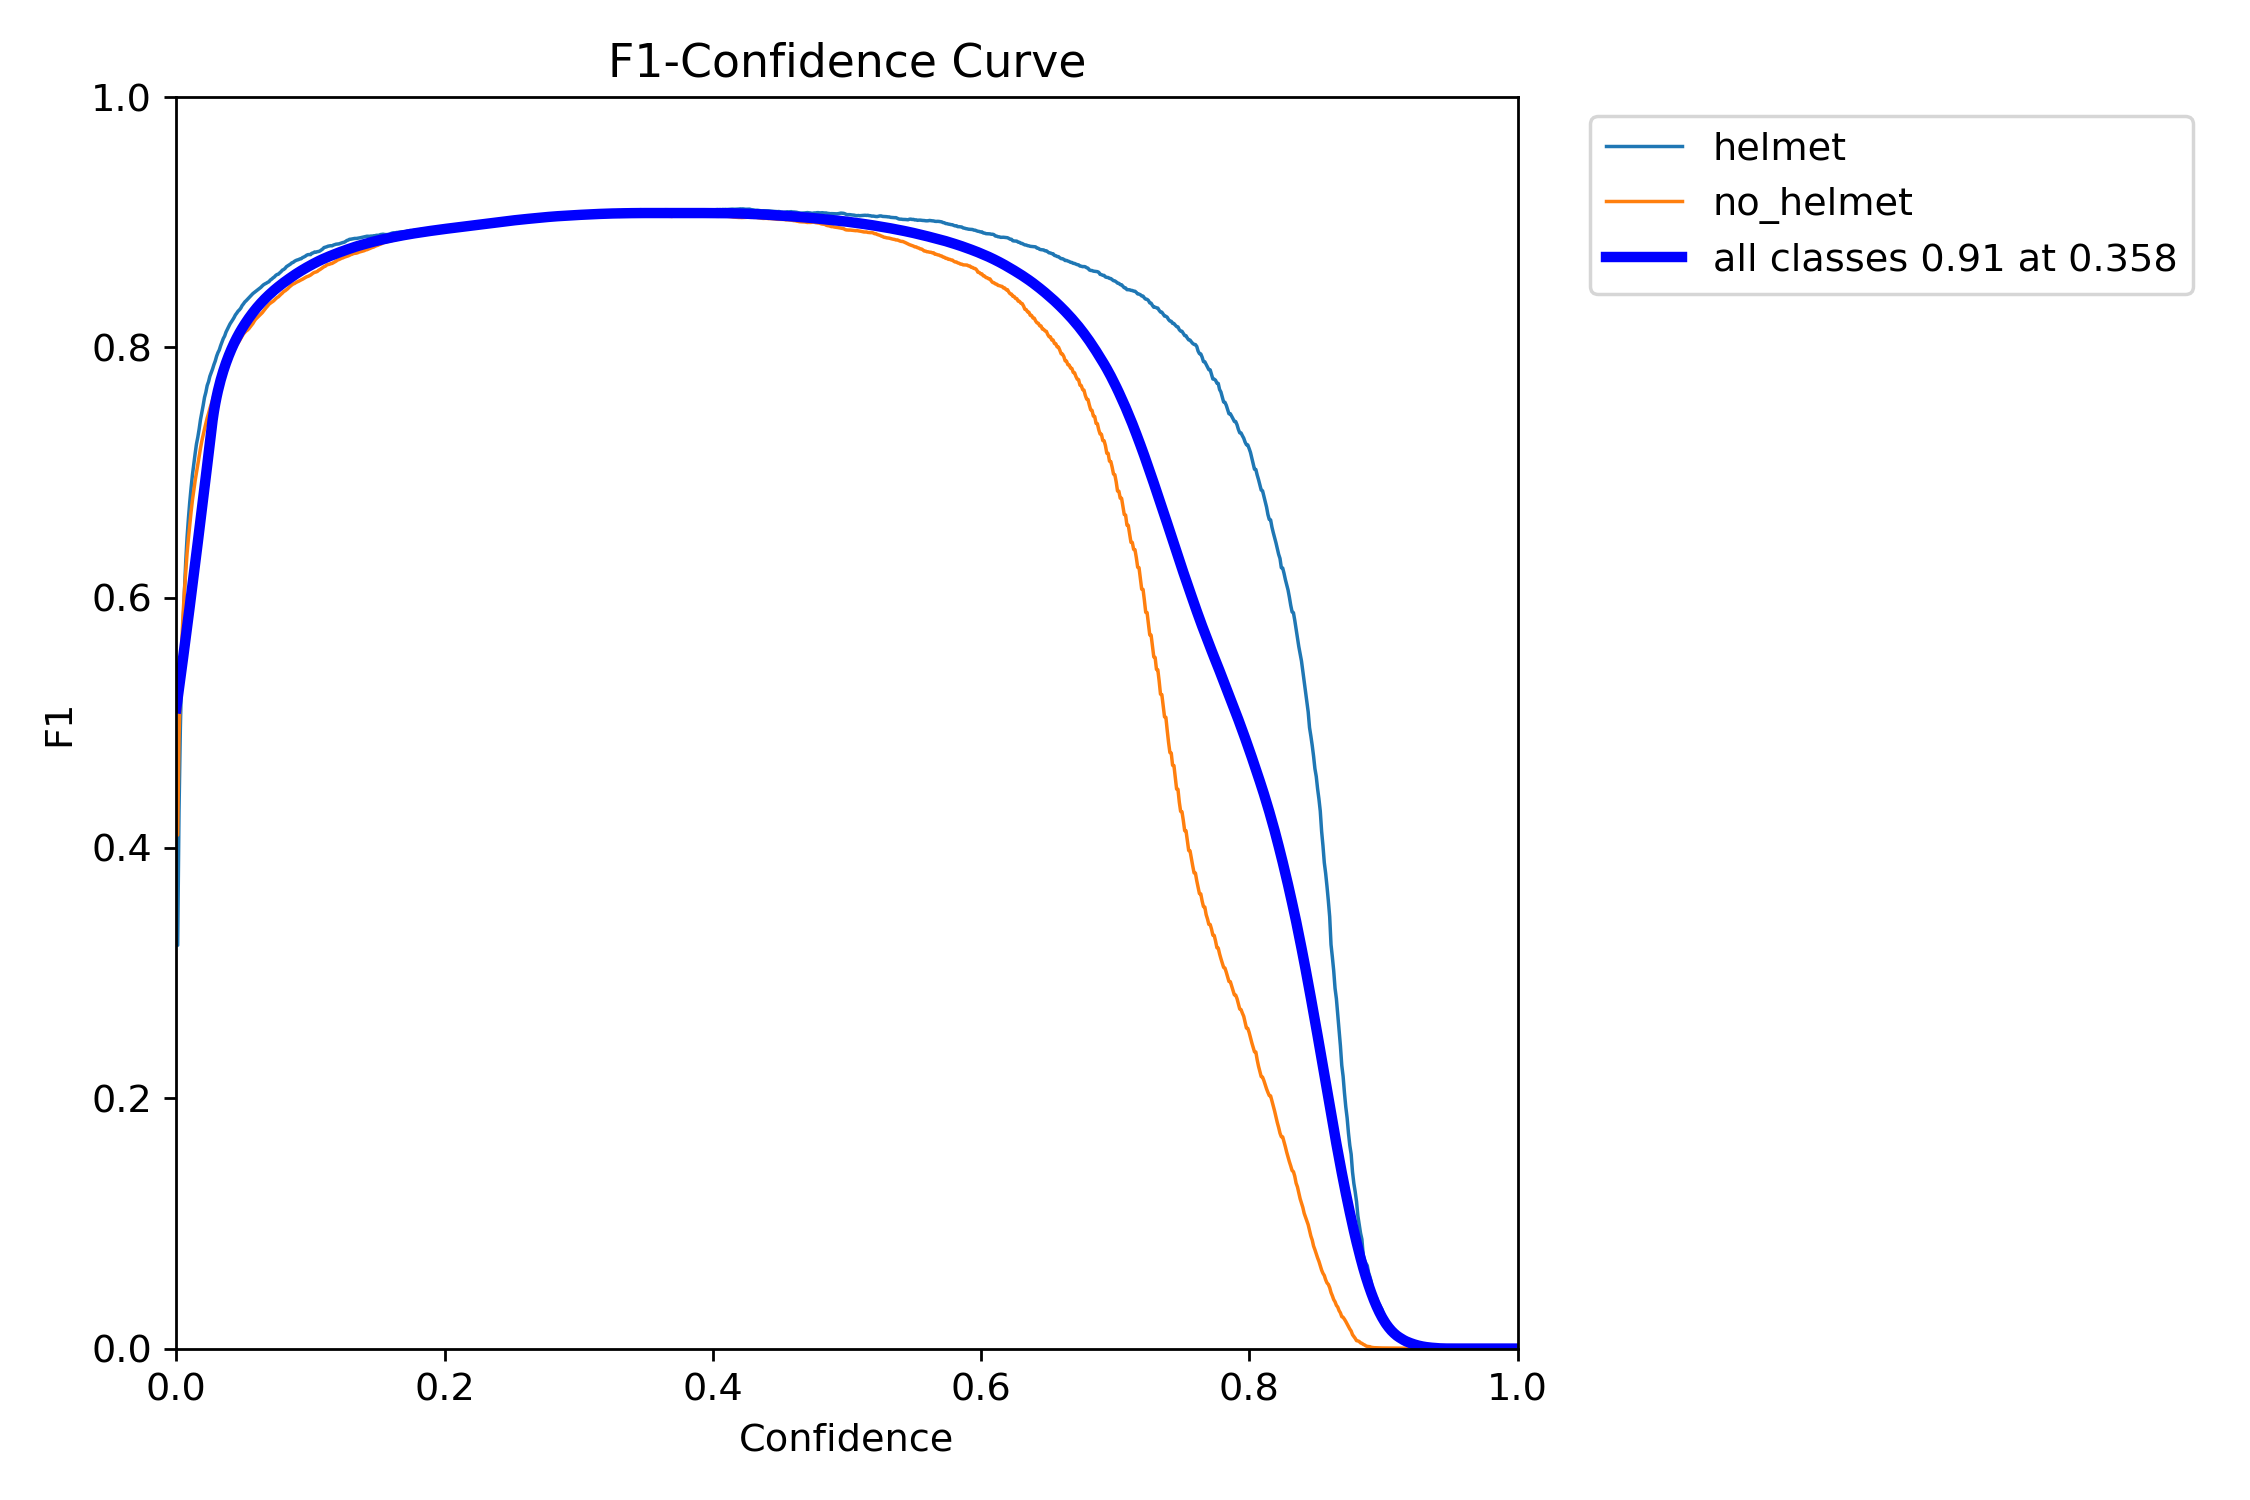 F1-Confidence Curve
1.0
0.8
0.6
0.4
0.2
0.0
F1
0.0 0.2 0.4 0.6 0.8 1.0
Confidence
helmet
no_helmet
all classes 0.91 at 0.358